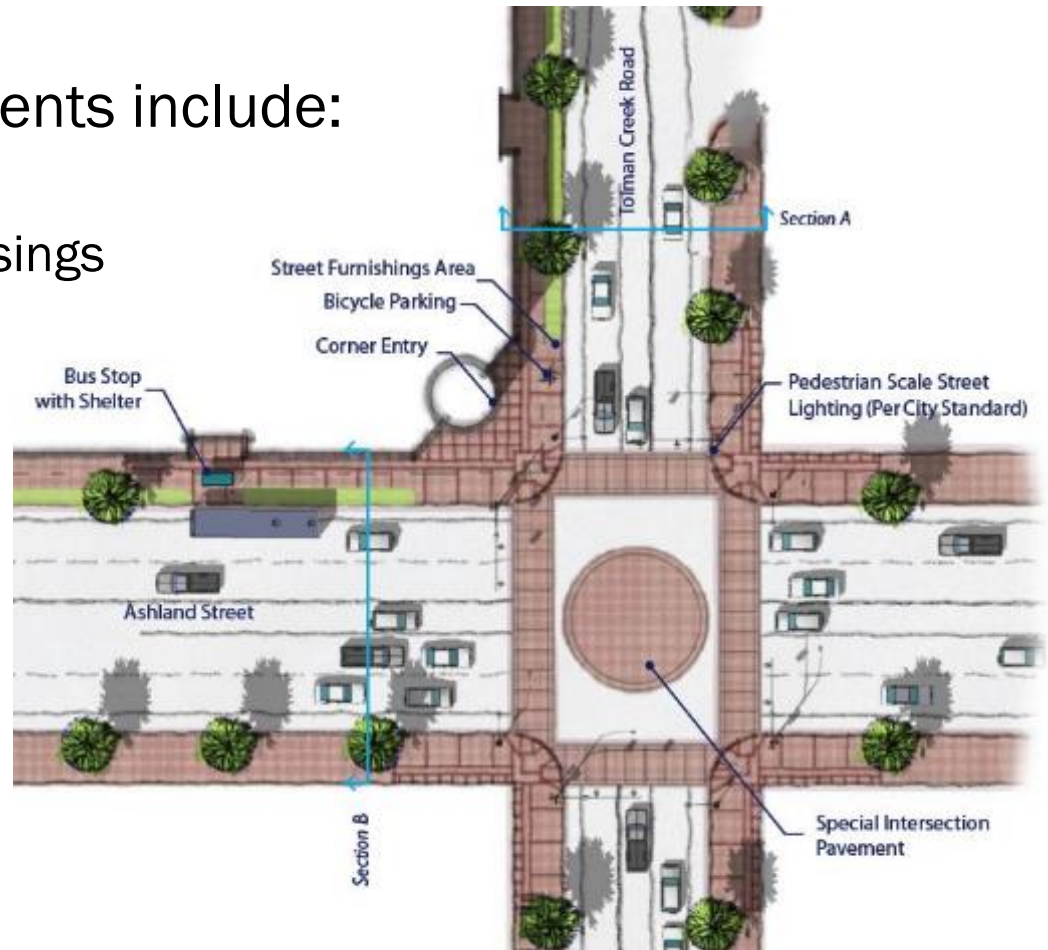 ents include:
sings
Tolman Creek Road
Section A
Street Furnishings Area
Bicycle Parking
Corner Entry
Bus Stop
with Shelter
Pedestrian Scale Street
Lighting (Per City Standard)
Ashland Street
Section B
Special Intersection
Pavement